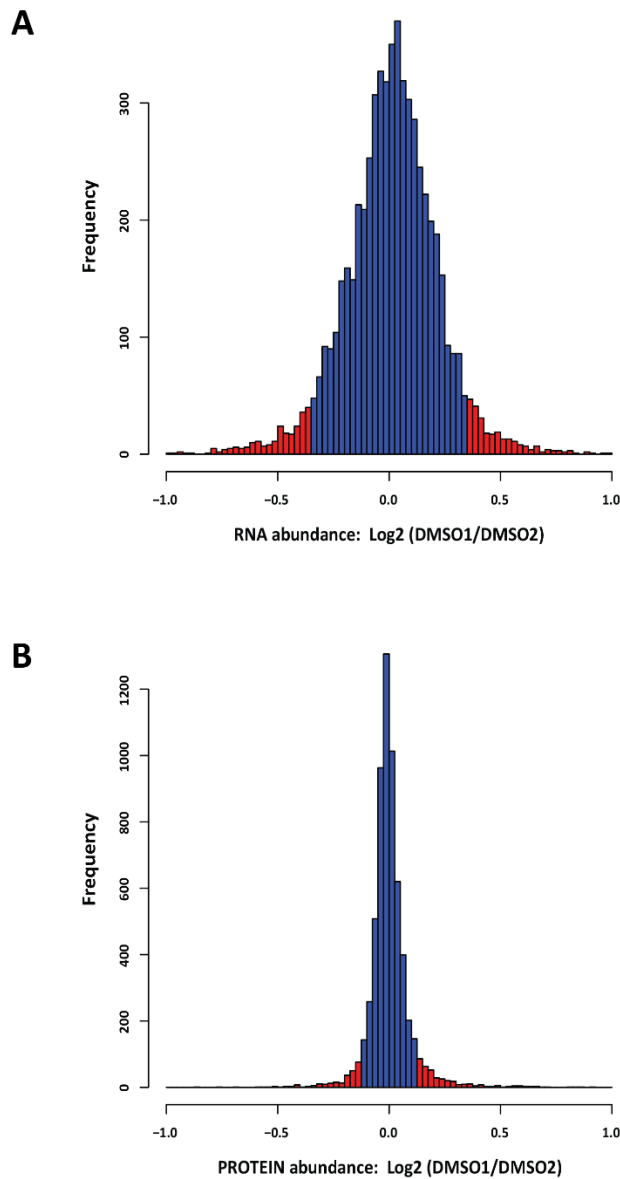 A
300
200
100
0
Frequency
−1.0 −0.5 0.0 0.5 1.0
RNA abundance: Log2 (DMSO1/DMSO2)
B
1200
1000
800
600
400
200
0
Frequency
−1.0 −0.5 0.0 0.5 1.0
PROTEIN abundance: Log2 (DMSO1/DMSO2)